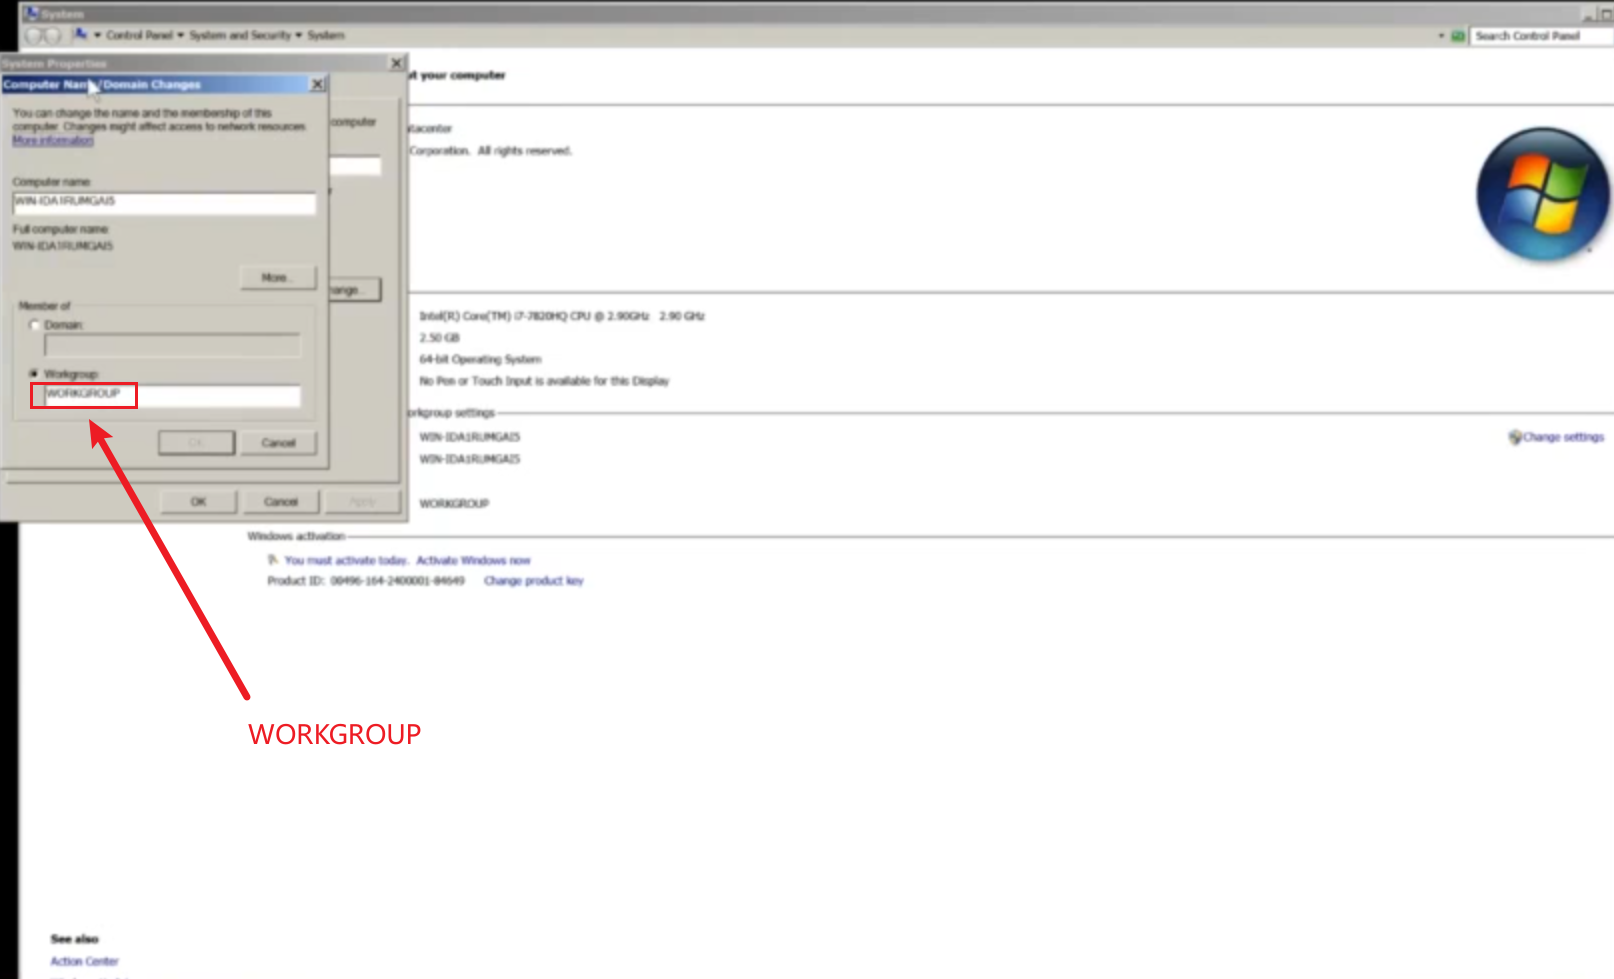 System
Control Panel ▾ System and Security ▾ System
Search Control Panel
System Properties
Computer Name/Domain Changes
You can change the name and the membership of this
computer. Changes might affect access to network resources.
More information
Computer name:
WIN-IDA1RUMGAI5
Full computer name:
WIN-IDA1RUMGAI5
More...
Member of
Domain:
Workgroup:
WORKGROUP
OK
Cancel
computer
hange...
OK
Cancel
Apply
t your computer
atacenter
Corporation. All rights reserved.
Intel(R) Core(TM) i7-7820HQ CPU @ 2.90GHz 2.90 GHz
2.50 GB
64-bit Operating System
No Pen or Touch Input is available for this Display
orkgroup settings
WIN-IDA1RUMGAI5
Change settings
WIN-IDA1RUMGAI5
WORKGROUP
Windows activation
You must activate today. Activate Windows now
Product ID: 00496-164-2400001-84649 Change product key
WORKGROUP
See also
Action Center